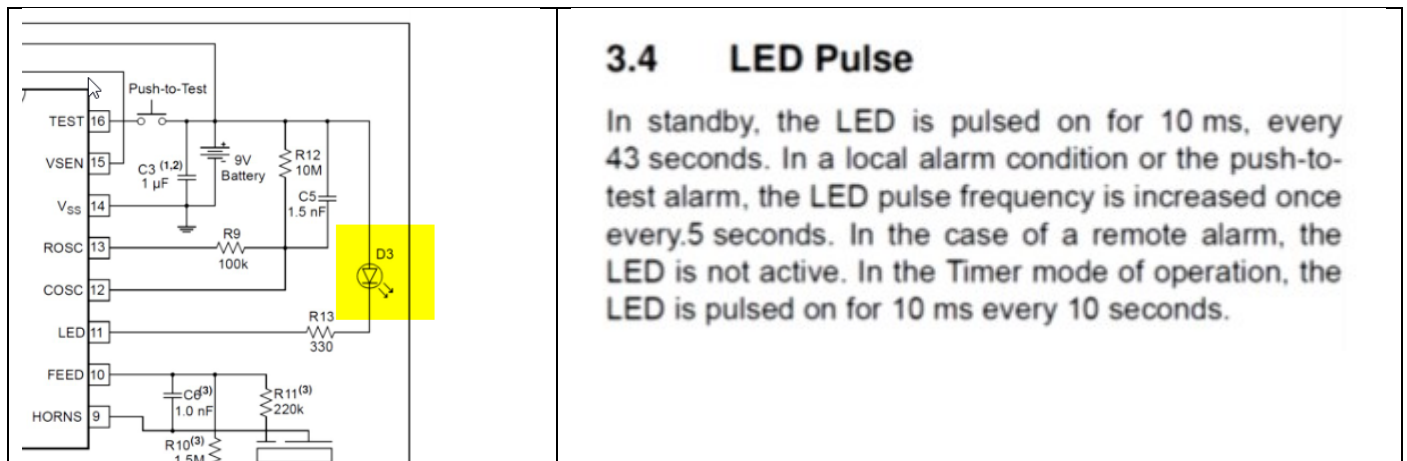 Push-to-Test
TEST 16
VSEN 15
C3 (1,2)
1 µF
9V
Battery
R12
10M
C5
1.5 nF
VSS 14
ROSC 13
R9
100k
D3
COSC 12
LED 11
R13
330
FEED 10
C6(3)
1.0 nF
R11(3)
220k
HORNS 9
R10(3)
1.5M
3.4 LED Pulse
In standby, the LED is pulsed on for 10 ms, every
43 seconds. In a local alarm condition or the push-to-
test alarm, the LED pulse frequency is increased once
every.5 seconds. In the case of a remote alarm, the
LED is not active. In the Timer mode of operation, the
LED is pulsed on for 10 ms every 10 seconds.